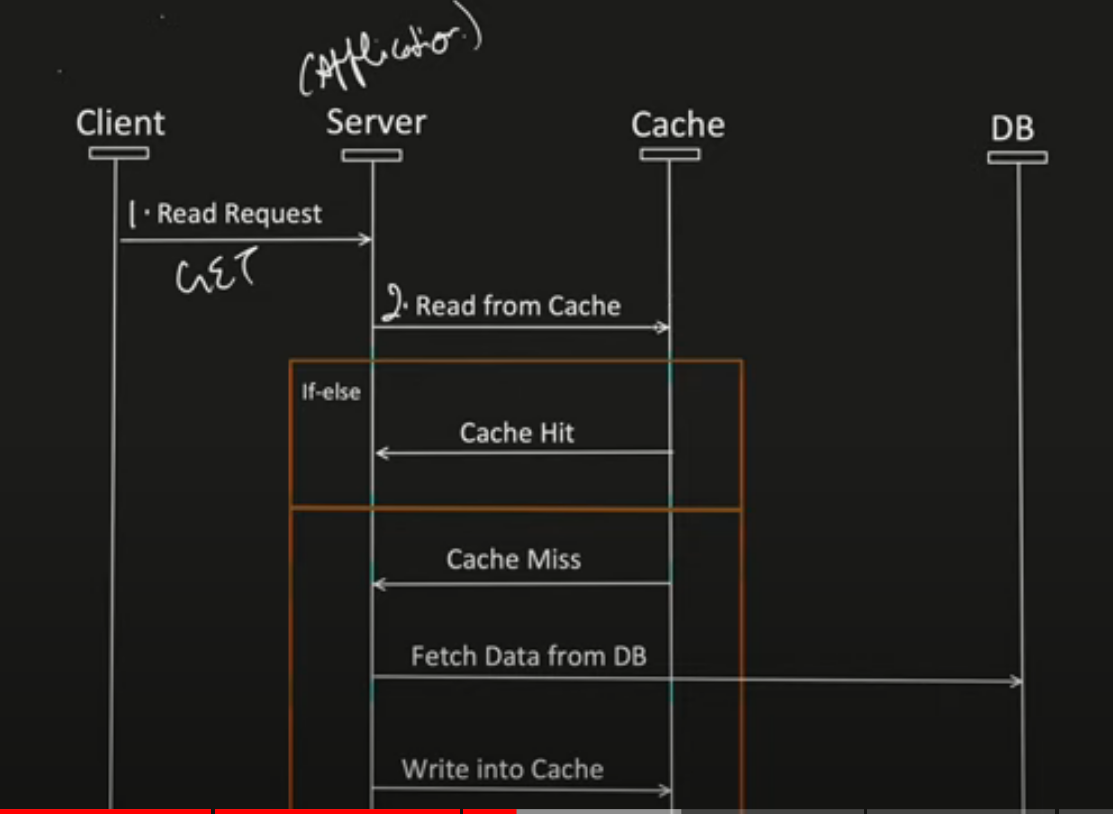 (Application)
Client Server Cache DB
1. Read Request
GET
2. Read from Cache
If-else
Cache Hit
Cache Miss
Fetch Data from DB
Write into Cache